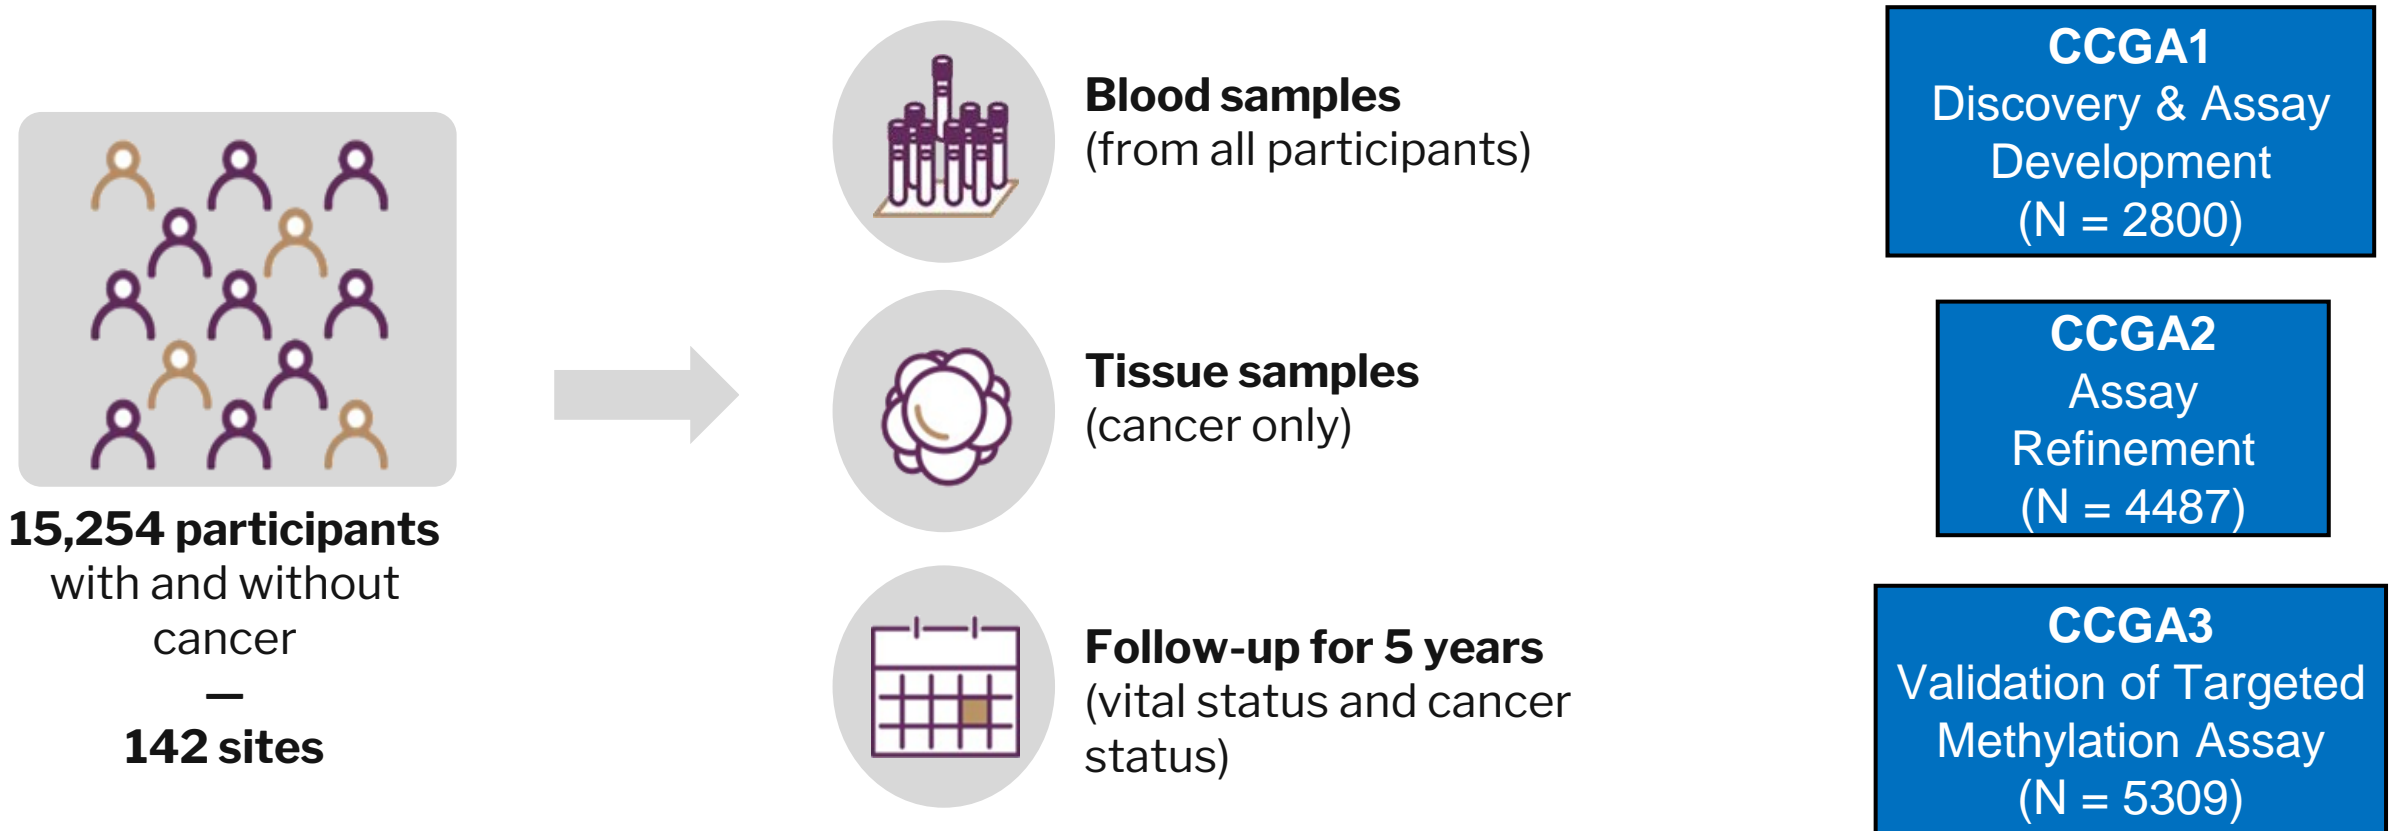 15,254 participants
with and without
cancer
—
142 sites
Blood samples
(from all participants)
Tissue samples
(cancer only)
Follow-up for 5 years
(vital status and cancer
status)
CCGA1
Discovery & Assay
Development
(N = 2800)
CCGA2
Assay
Refinement
(N = 4487)
CCGA3
Validation of Targeted
Methylation Assay
(N = 5309)